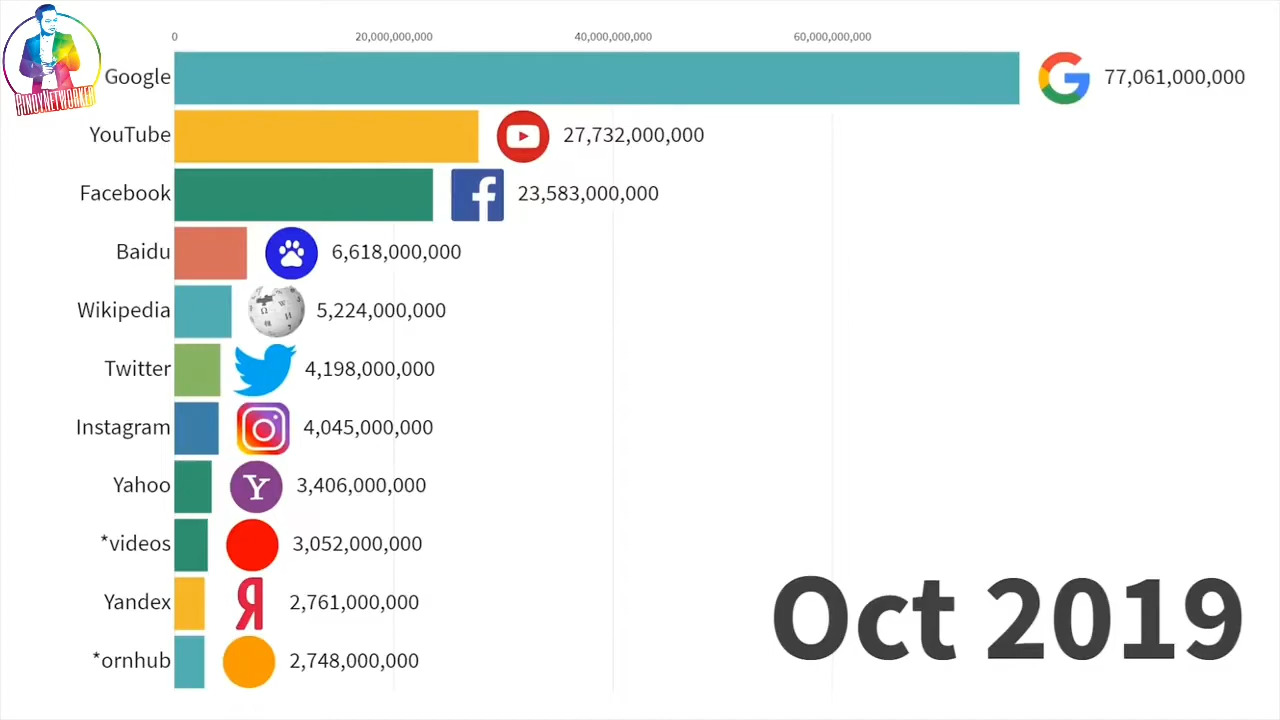 0 20,000,000,000 40,000,000,000 60,000,000,000
PINOYNETWORKER
Google 77,061,000,000
YouTube 27,732,000,000
Facebook 23,583,000,000
Baidu 6,618,000,000
Wikipedia 5,224,000,000
Twitter 4,198,000,000
Instagram 4,045,000,000
Yahoo Y 3,406,000,000
*videos 3,052,000,000
Yandex Я 2,761,000,000
*ornhub 2,748,000,000
Oct 2019